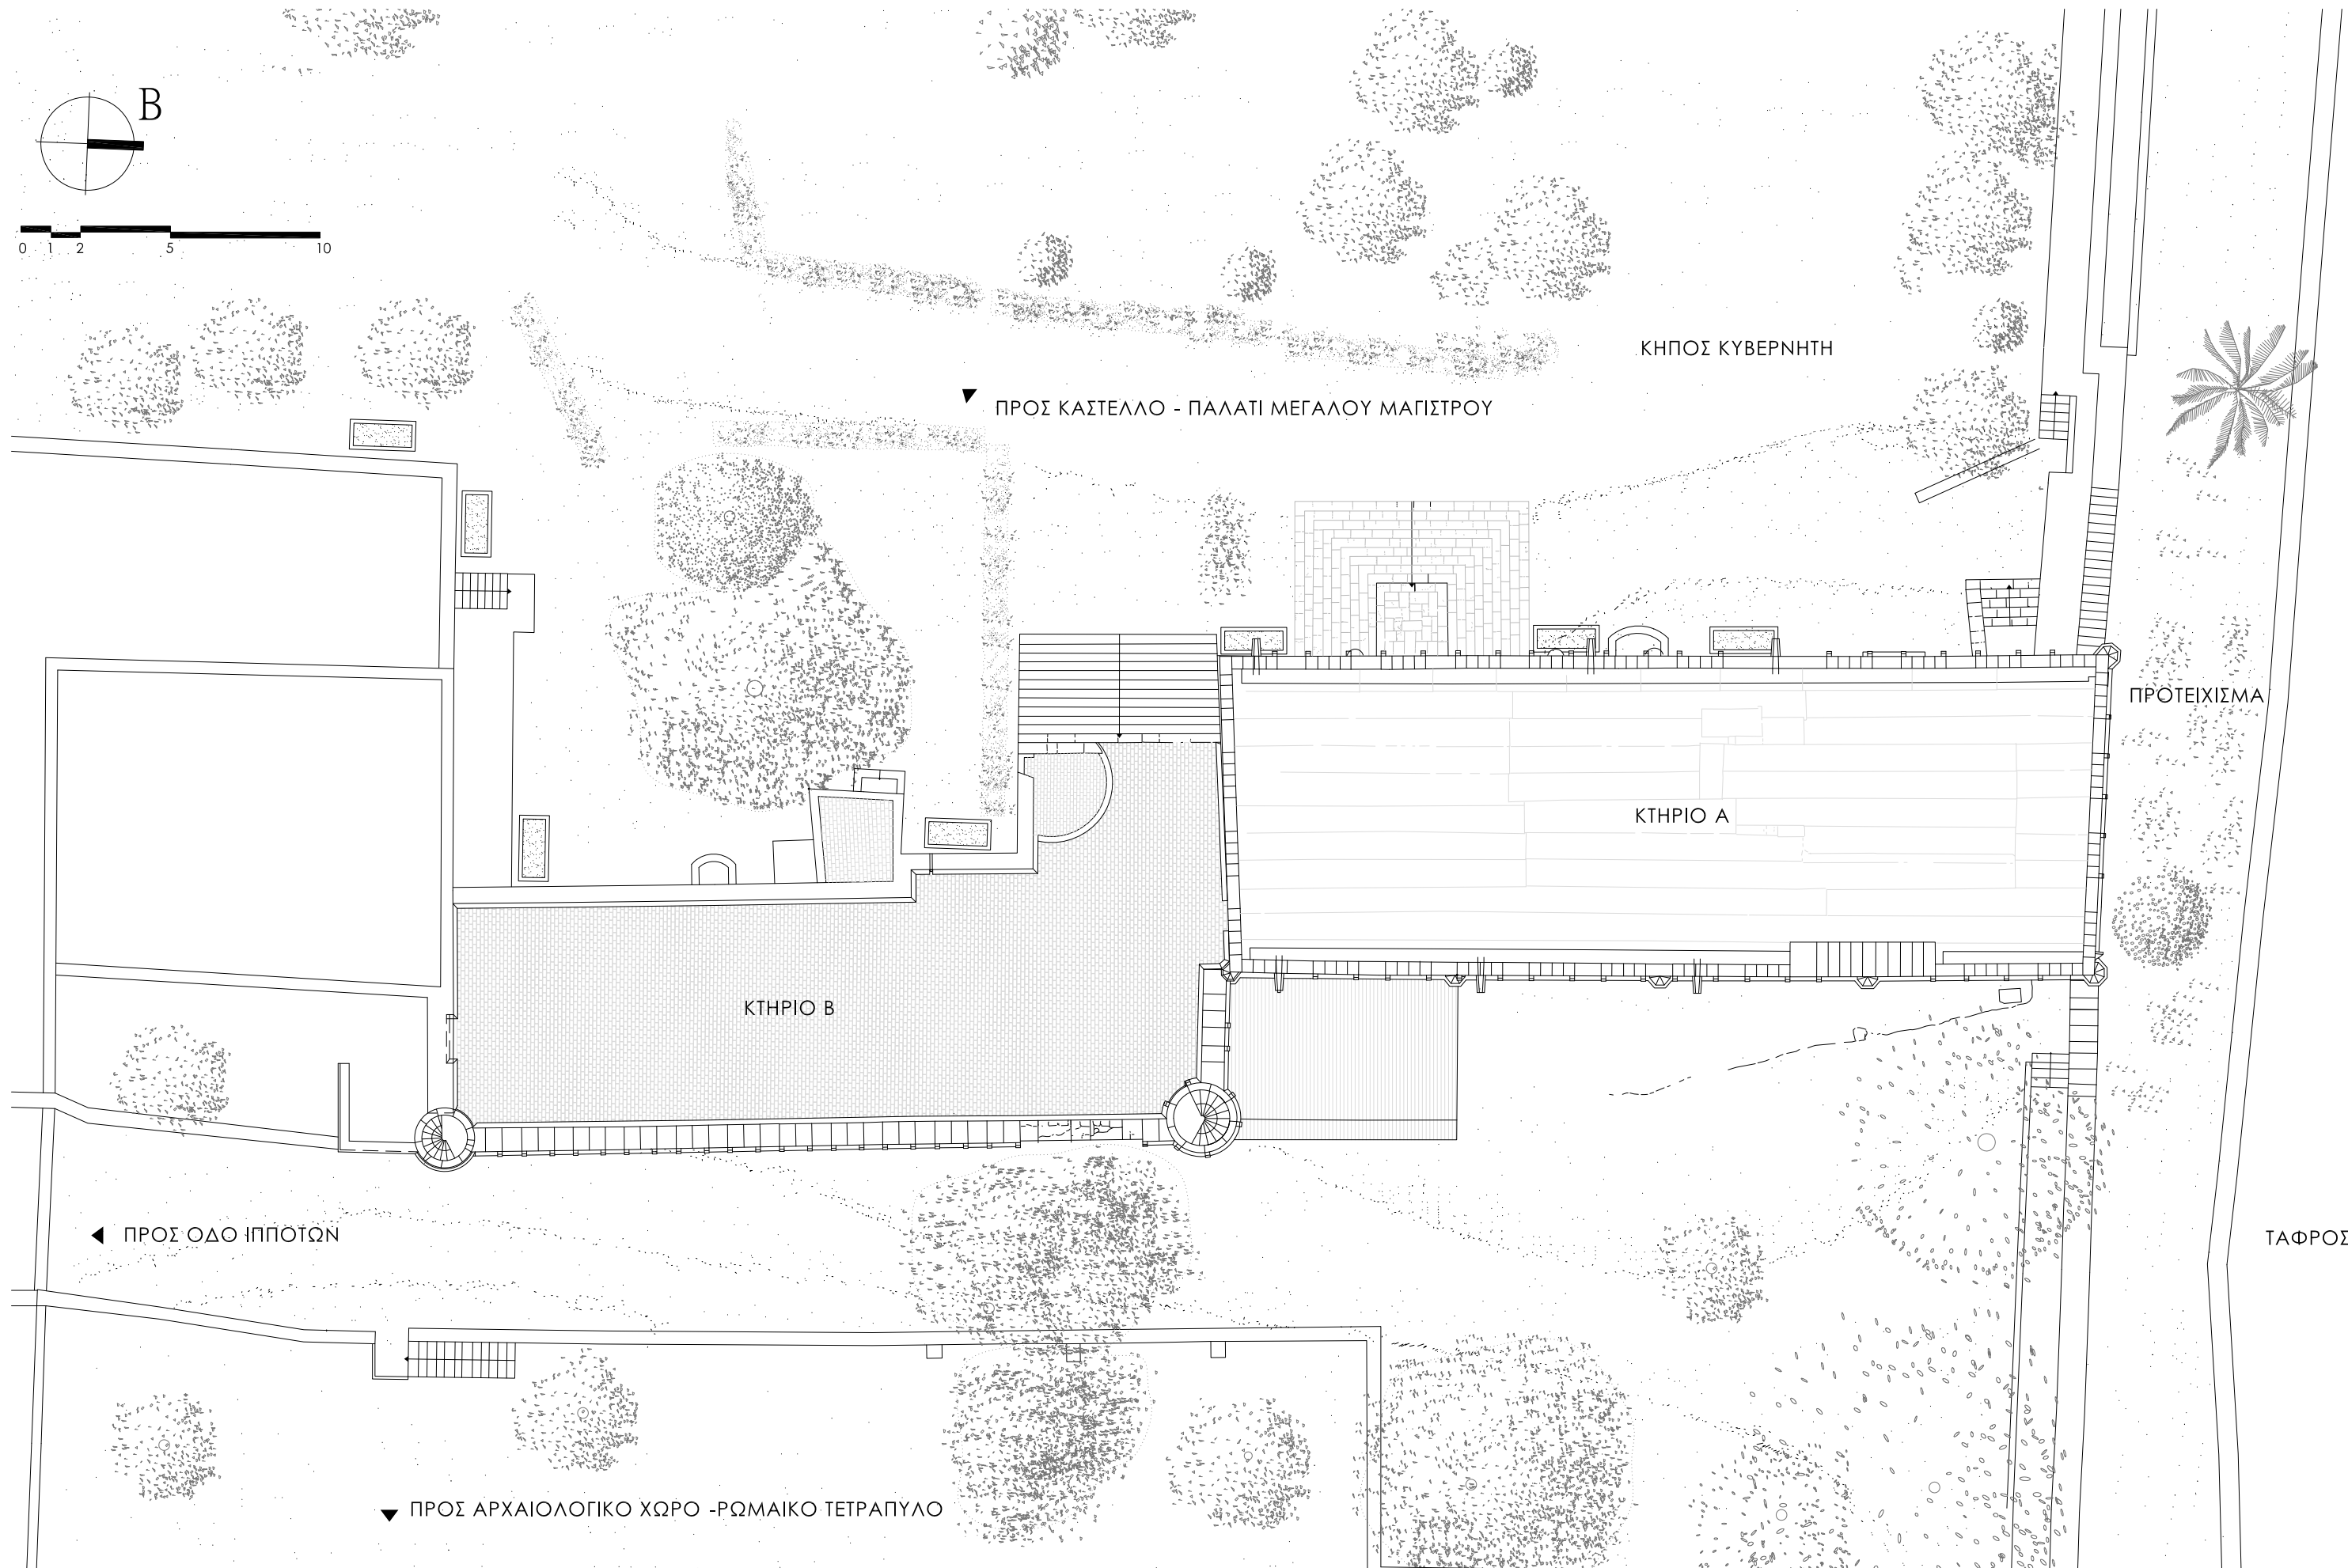 Β
0 1 2 5 10
ΚΗΠΟΣ ΚΥΒΕΡΝΗΤΗ
ΠΡΟΣ ΚΑΣΤΕΛΛΟ - ΠΑΛΑΤΙ ΜΕΓΑΛΟΥ ΜΑΓΙΣΤΡΟΥ
ΠΡΟΤΕΙΧΙΣΜΑ
ΚΤΗΡΙΟ Α
ΚΤΗΡΙΟ Β
ΠΡΟΣ ΟΔΟ ΙΠΠΟΤΩΝ
ΤΑΦΡΟΣ
ΠΡΟΣ ΑΡΧΑΙΟΛΟΓΙΚΟ ΧΩΡΟ -ΡΩΜΑΙΚΟ ΤΕΤΡΑΠΥΛΟ